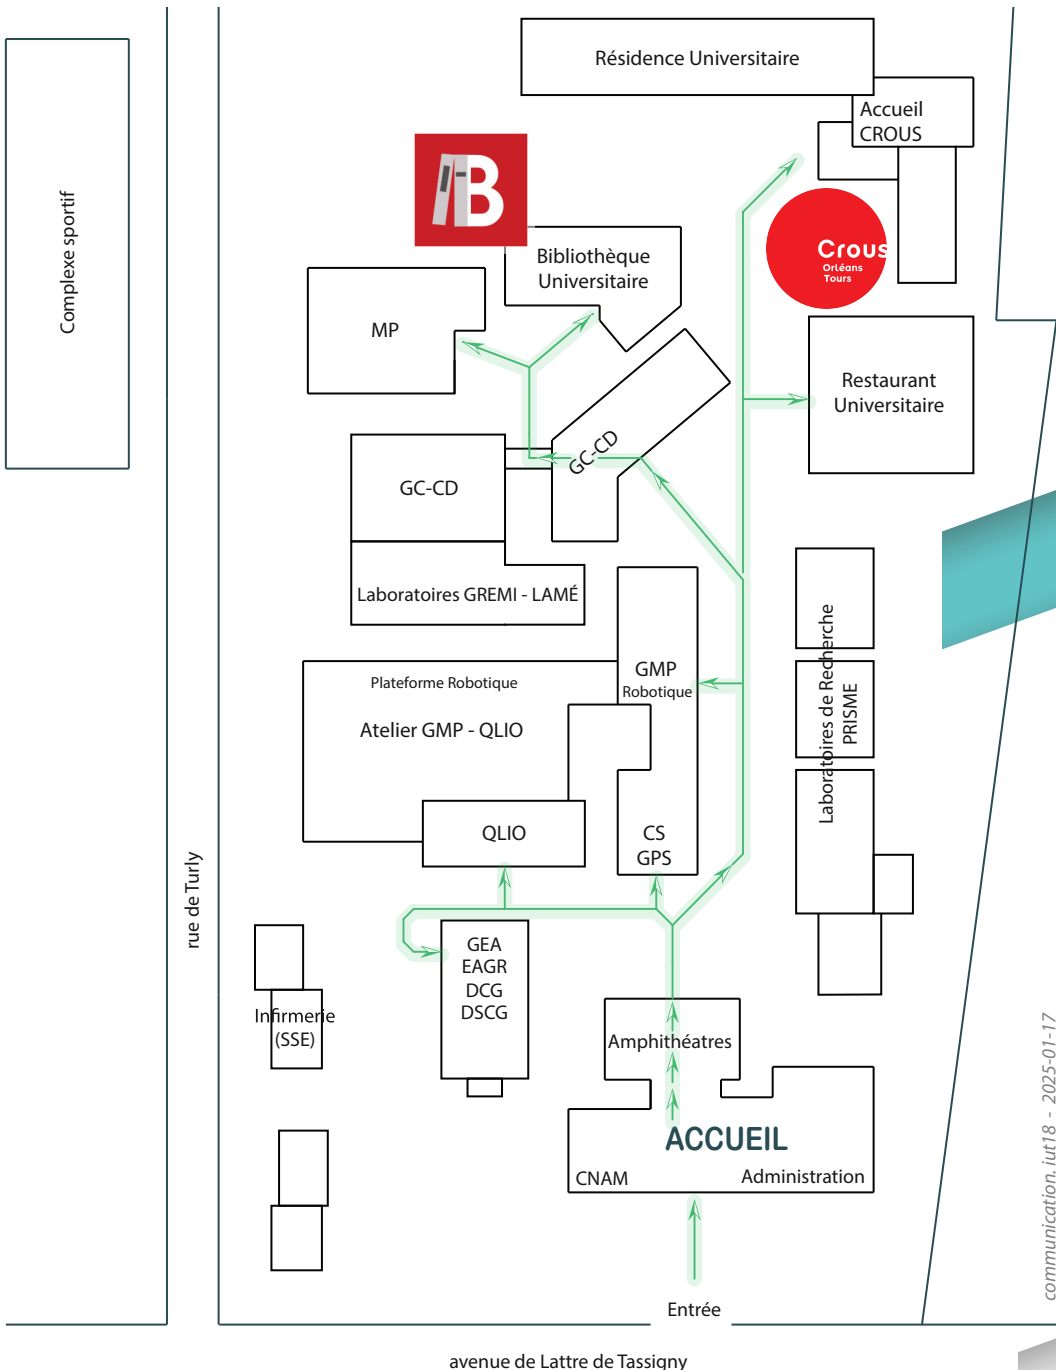 Résidence Universitaire
Accueil
CROUS
Complexe sportif
B
Crous
Orléans
Tours
Bibliothèque
Universitaire
MP
Restaurant
Universitaire
GC-CD
GC-CD
Laboratoires GREMI - LAMÉ
Laboratoires de Recherche
PRISME
GMP
Robotique
Plateforme Robotique
Atelier GMP - QLIO
QLIO
CS
GPS
rue de Turly
GEA
EAGR
DCG
DSCG
Infirmerie
(SSE)
Amphithéatres
ACCUEIL
CNAM
Administration
Entrée
avenue de Lattre de Tassigny
communication.iut18 - 2025-01-17